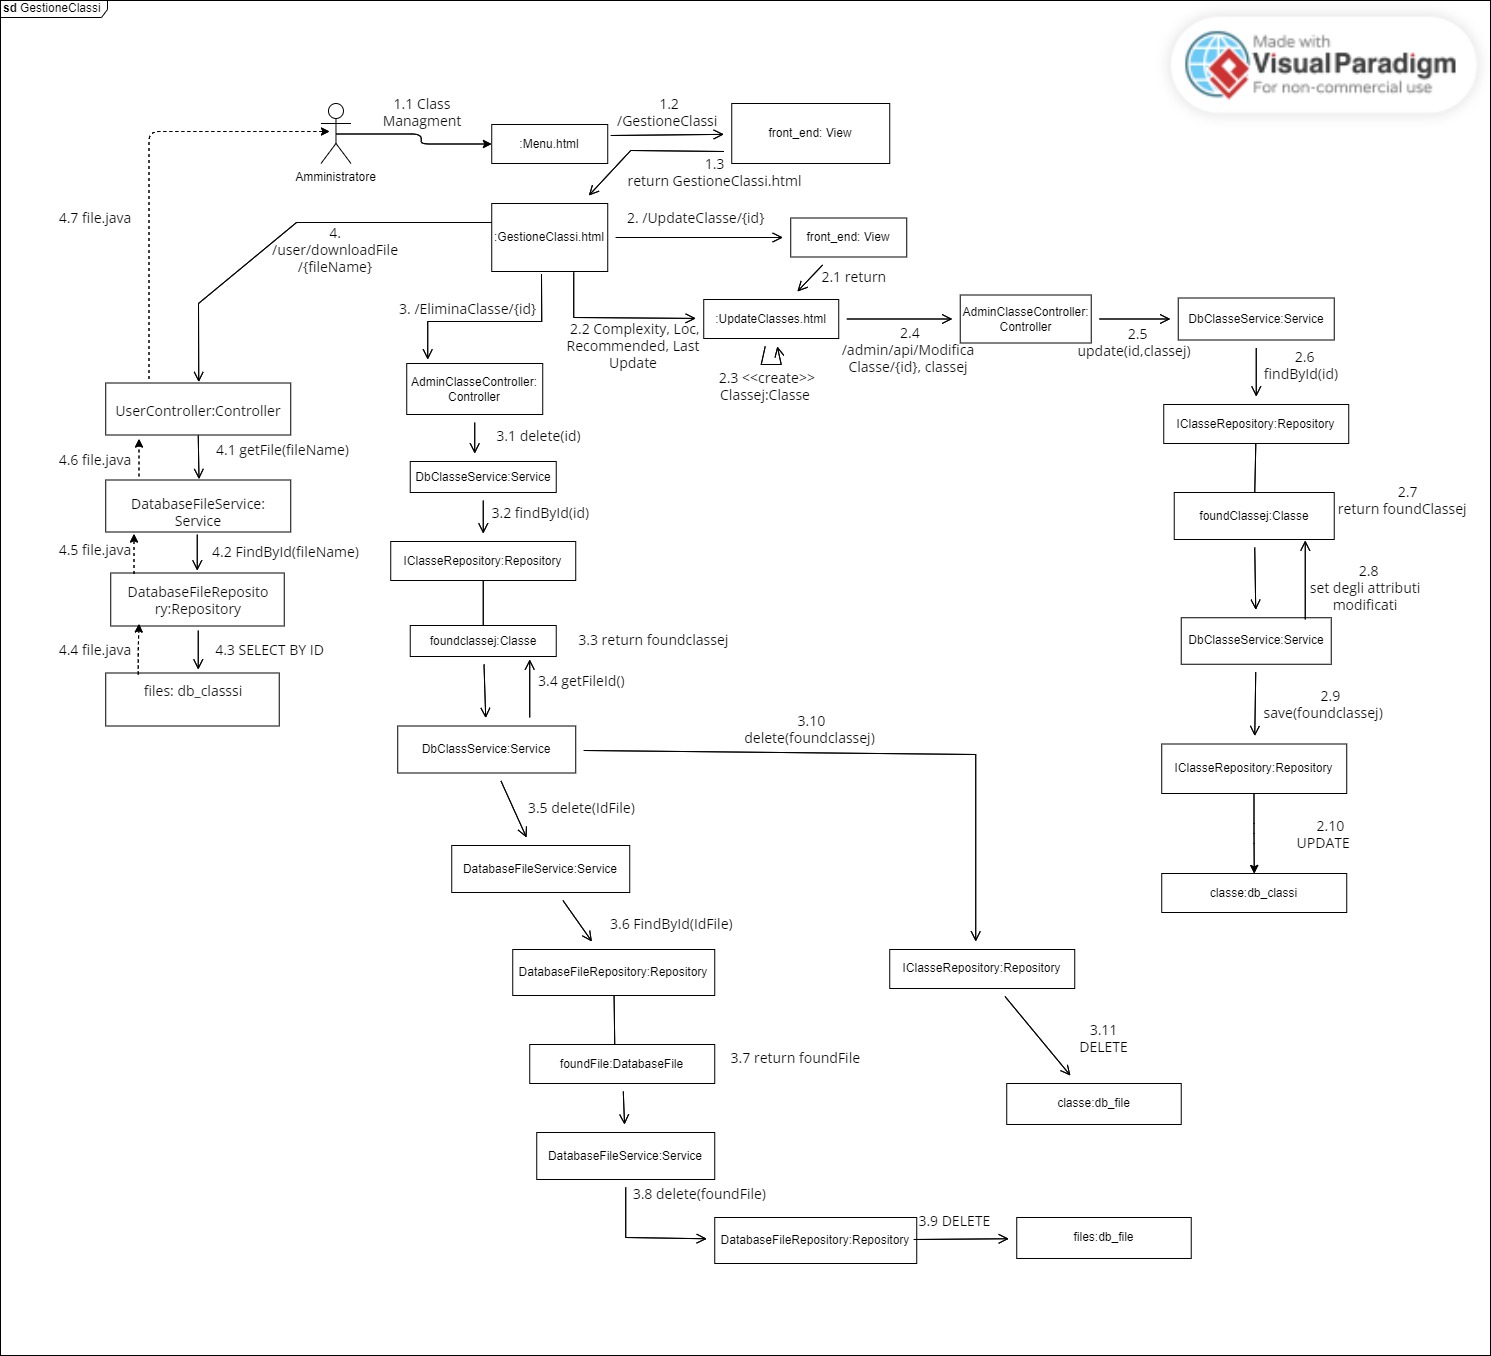 sd GestioneClassi
Made with
VisualParadigm
For non-commercial use
1.1 Class
Managment
1.2
/GestioneClassi
:Menu.html
front_end: View
Amministratore
1.3
return GestioneClassi.html
4.7 file.java
4.
/user/downloadFile
/{fileName}
:GestioneClassi.html
2. /UpdateClasse/{id}
front_end: View
2.1 return
3. /EliminaClasse/{id}
2.2 Complexity, Loc,
Recommended, Last
Update
:UpdateClasses.html
2.3 <<create>>
Classej:Classe
2.4
/admin/api/Modifica
Classe/{id}, classej
AdminClasseController:
Controller
2.5
update(id,classej)
DbClasseService:Service
2.6
findById(id)
IClasseRepository:Repository
foundClassej:Classe
2.7
return foundClassej
2.8
set degli attributi
modificati
DbClasseService:Service
2.9
save(foundclassej)
IClasseRepository:Repository
2.10
UPDATE
classe:db_classi
UserController:Controller
4.6 file.java
4.1 getFile(fileName)
DatabaseFileService:
Service
4.5 file.java
4.2 FindById(fileName)
DatabaseFileReposito
ry:Repository
4.4 file.java
4.3 SELECT BY ID
files: db_classsi
AdminClasseController:
Controller
3.1 delete(id)
DbClasseService:Service
3.2 findById(id)
IClasseRepository:Repository
foundclassej:Classe
3.3 return foundclassej
3.4 getFileId()
DbClassService:Service
3.10
delete(foundclassej)
3.5 delete(IdFile)
DatabaseFileService:Service
3.6 FindById(IdFile)
DatabaseFileRepository:Repository
foundFile:DatabaseFile
3.7 return foundFile
DatabaseFileService:Service
3.8 delete(foundFile)
DatabaseFileRepository:Repository
3.9 DELETE
files:db_file
IClasseRepository:Repository
3.11
DELETE
classe:db_file